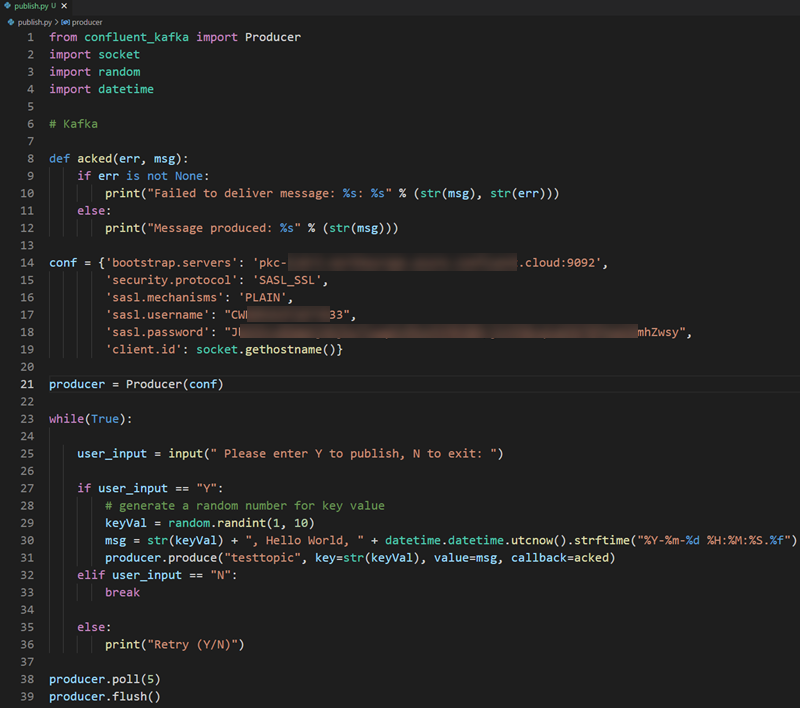 publish.py U X
publish.py > producer
1 from confluent_kafka import Producer
2 import socket
3 import random
4 import datetime
5
6 # Kafka
7
8 def acked(err, msg):
9     if err is not None:
10         print("Failed to deliver message: %s: %s" % (str(msg), str(err)))
11     else:
12         print("Message produced: %s" % (str(msg)))
13
14 conf = {'bootstrap.servers': 'pkc- .cloud:9092',
15         'security.protocol': 'SASL_SSL',
16         'sasl.mechanisms': 'PLAIN',
17         'sasl.username': "CW 33",
18         'sasl.password': "J mhZwsy",
19         'client.id': socket.gethostname()}
20
21 producer = Producer(conf)
22
23 while(True):
24
25     user_input = input(" Please enter Y to publish, N to exit: ")
26
27     if user_input == "Y":
28         # generate a random number for key value
29         keyVal = random.randint(1, 10)
30         msg = str(keyVal) + ", Hello World, " + datetime.datetime.utcnow().strftime("%Y-%m-%d %H:%M:%S.%f")
31         producer.produce("testtopic", key=str(keyVal), value=msg, callback=acked)
32     elif user_input == "N":
33         break
34
35     else:
36         print("Retry (Y/N)")
37
38 producer.poll(5)
39 producer.flush()